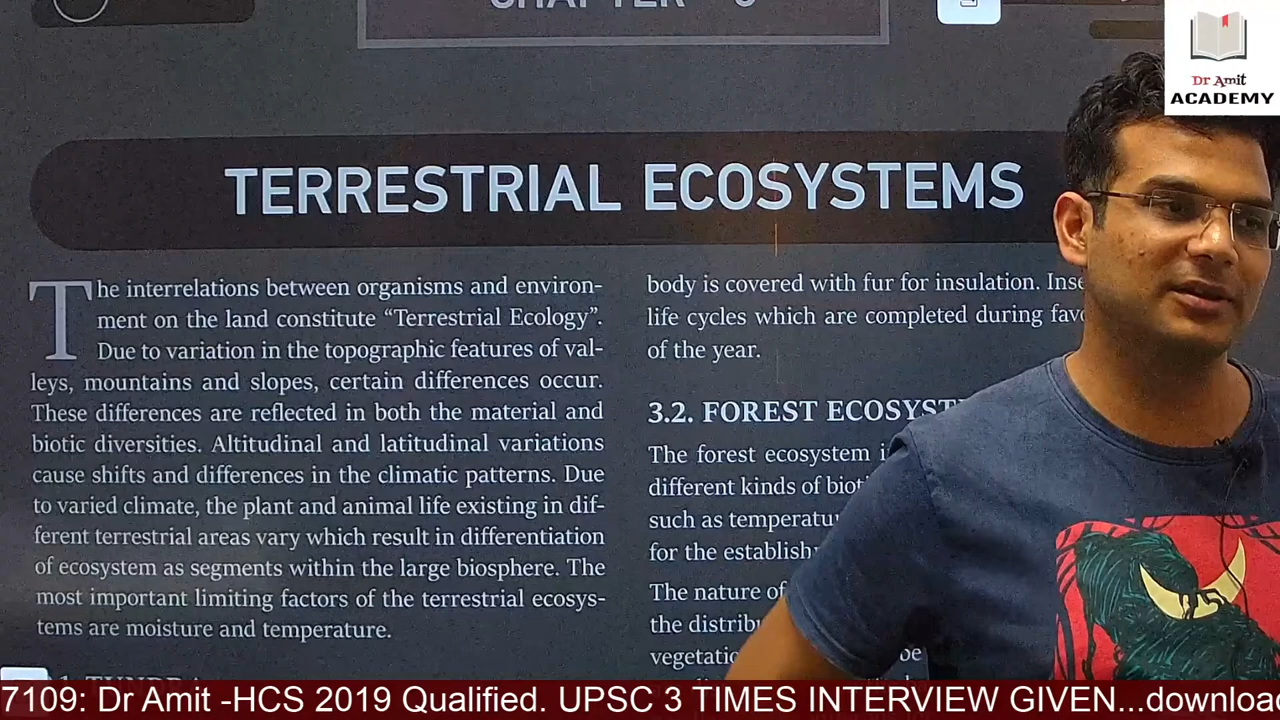 Dr Amit
ACADEMY
TERRESTRIAL ECOSYSTEMS
The interrelations between organisms and environ-
ment on the land constitute “Terrestrial Ecology”.
Due to variation in the topographic features of val-
leys, mountains and slopes, certain differences occur.
These differences are reflected in both the material and
biotic diversities. Altitudinal and latitudinal variations
cause shifts and differences in the climatic patterns. Due
to varied climate, the plant and animal life existing in dif-
ferent terrestrial areas vary which result in differentiation
of ecosystem as segments within the large biosphere. The
most important limiting factors of the terrestrial ecosys-
tems are moisture and temperature.
body is covered with fur for insulation.
life cycles which are completed during
of the year.
3.2. FOREST
The forest ecosystem
different kinds of
such as
for the
The nature of
the
be
7109: Dr Amit -HCS 2019 Qualified. UPSC 3 TIMES INTERVIEW GIVEN...